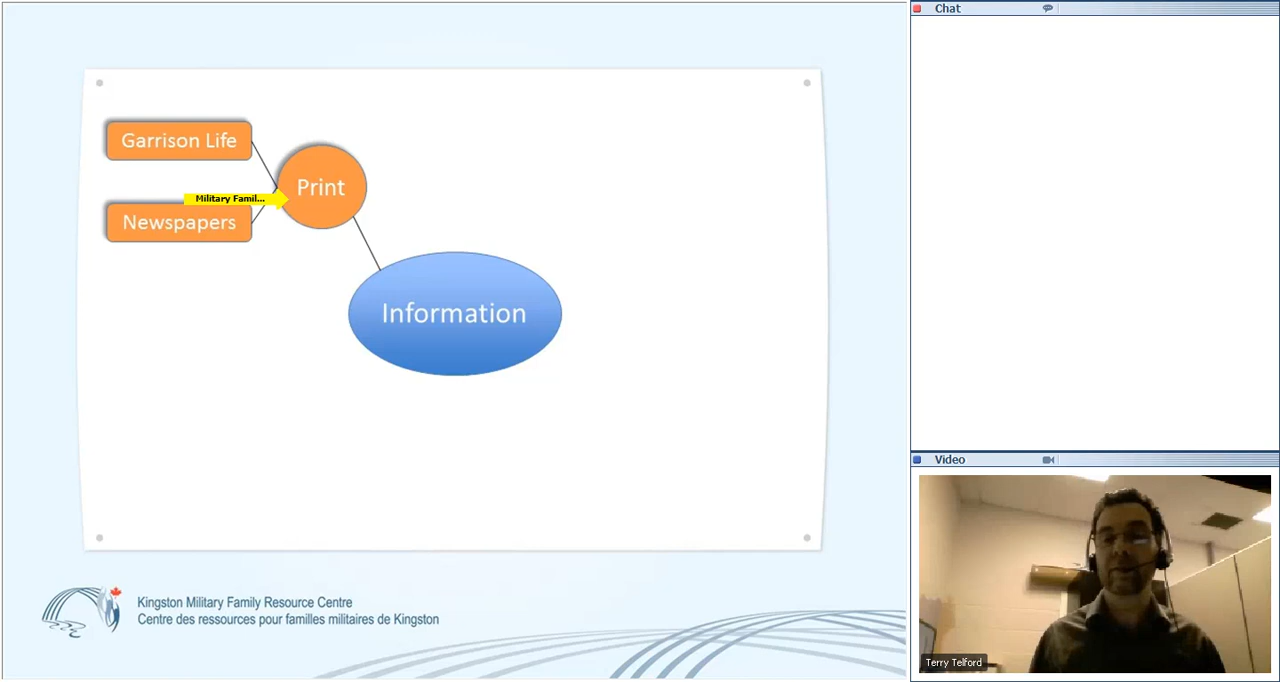 Chat
Garrison Life
Print
Military Famil...
Newspapers
Information
Video
Kingston Military Family Resource Centre
Centre des ressources pour familles militaires de Kingston
Terry Telford